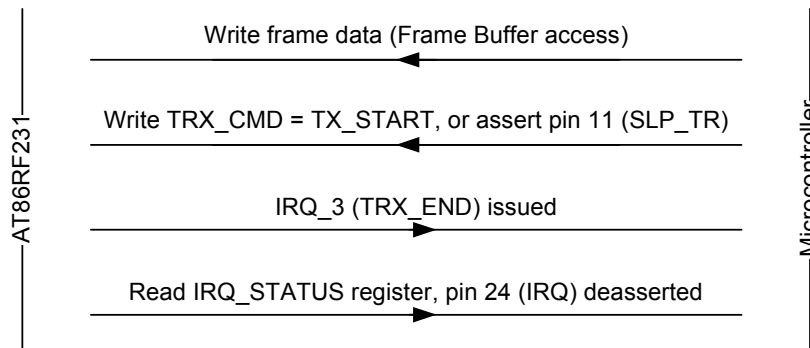 Write frame data (Frame Buffer access)
Write TRX_CMD = TX_START, or assert pin 11 (SLP_TR)
AT86RF231
Microcontroller
IRQ_3 (TRX_END) issued
Read IRQ_STATUS register, pin 24 (IRQ) deasserted